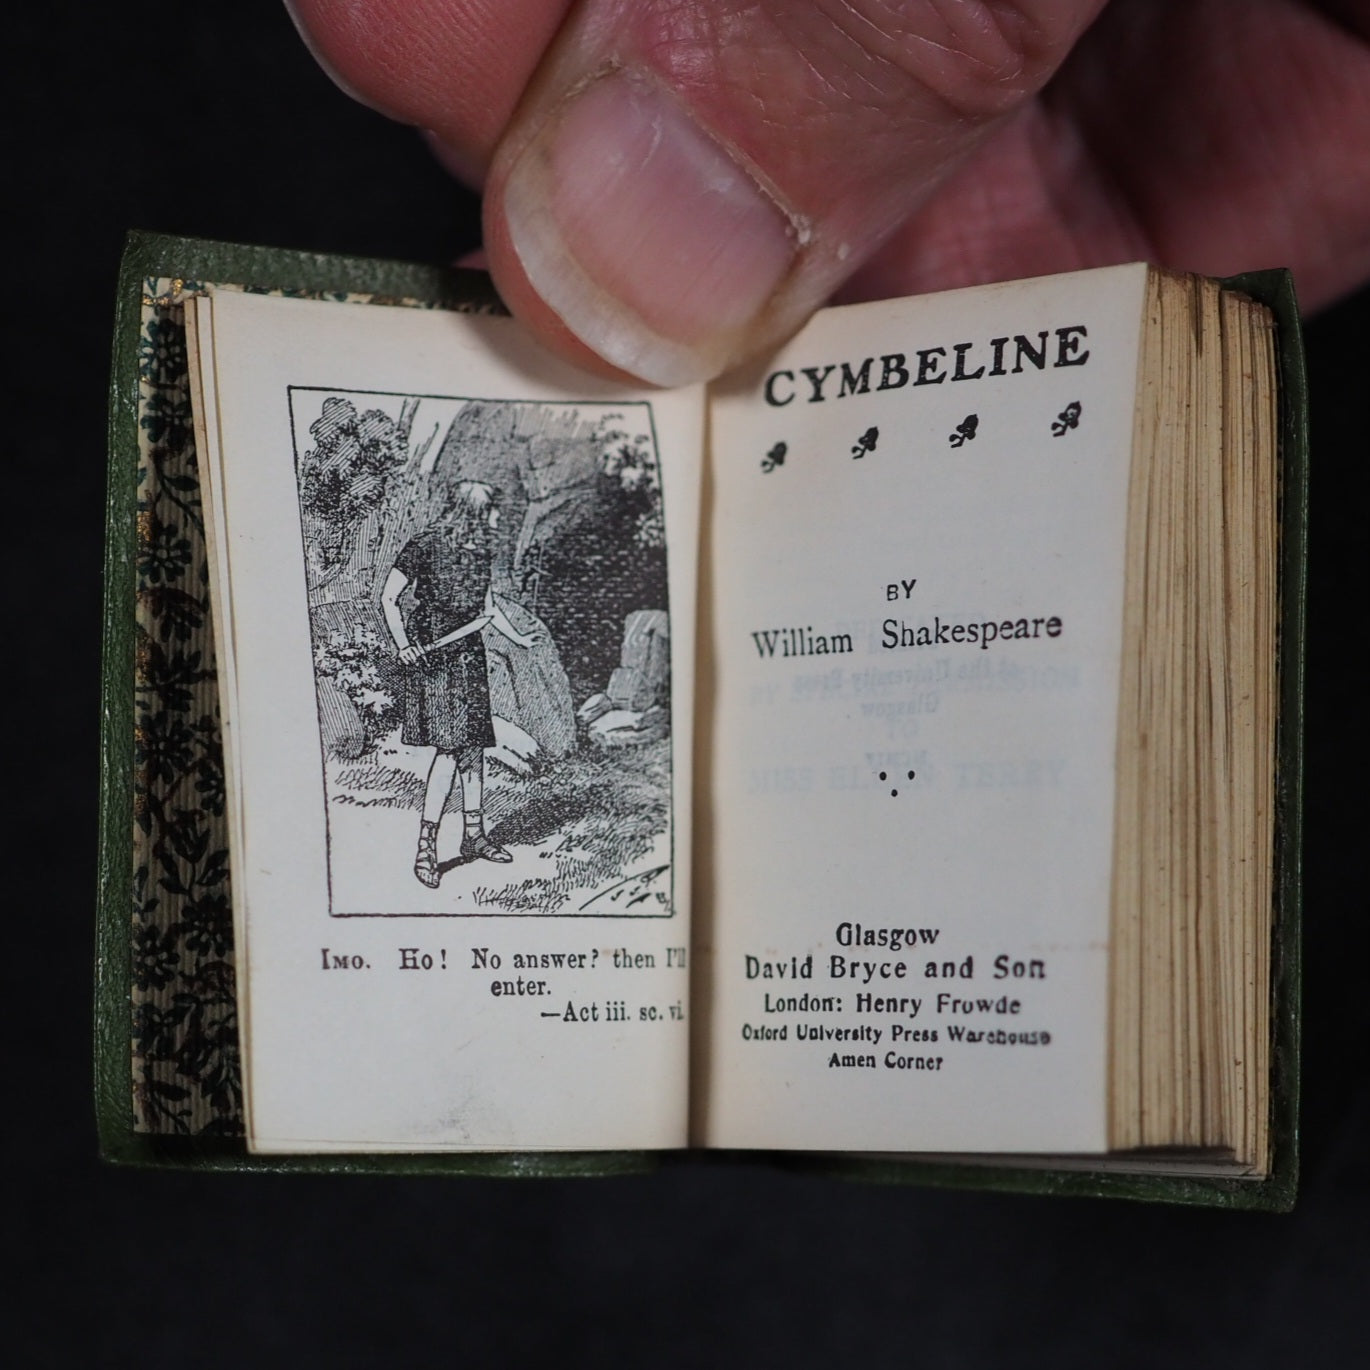 IMO. Ho! No answer? then I'll
enter.
—Act iii. sc. vi.
CYMBELINE
BY
William Shakespeare
Glasgow
David Bryce and Son
London: Henry Frowde
Oxford University Press Warehouse
Amen Corner